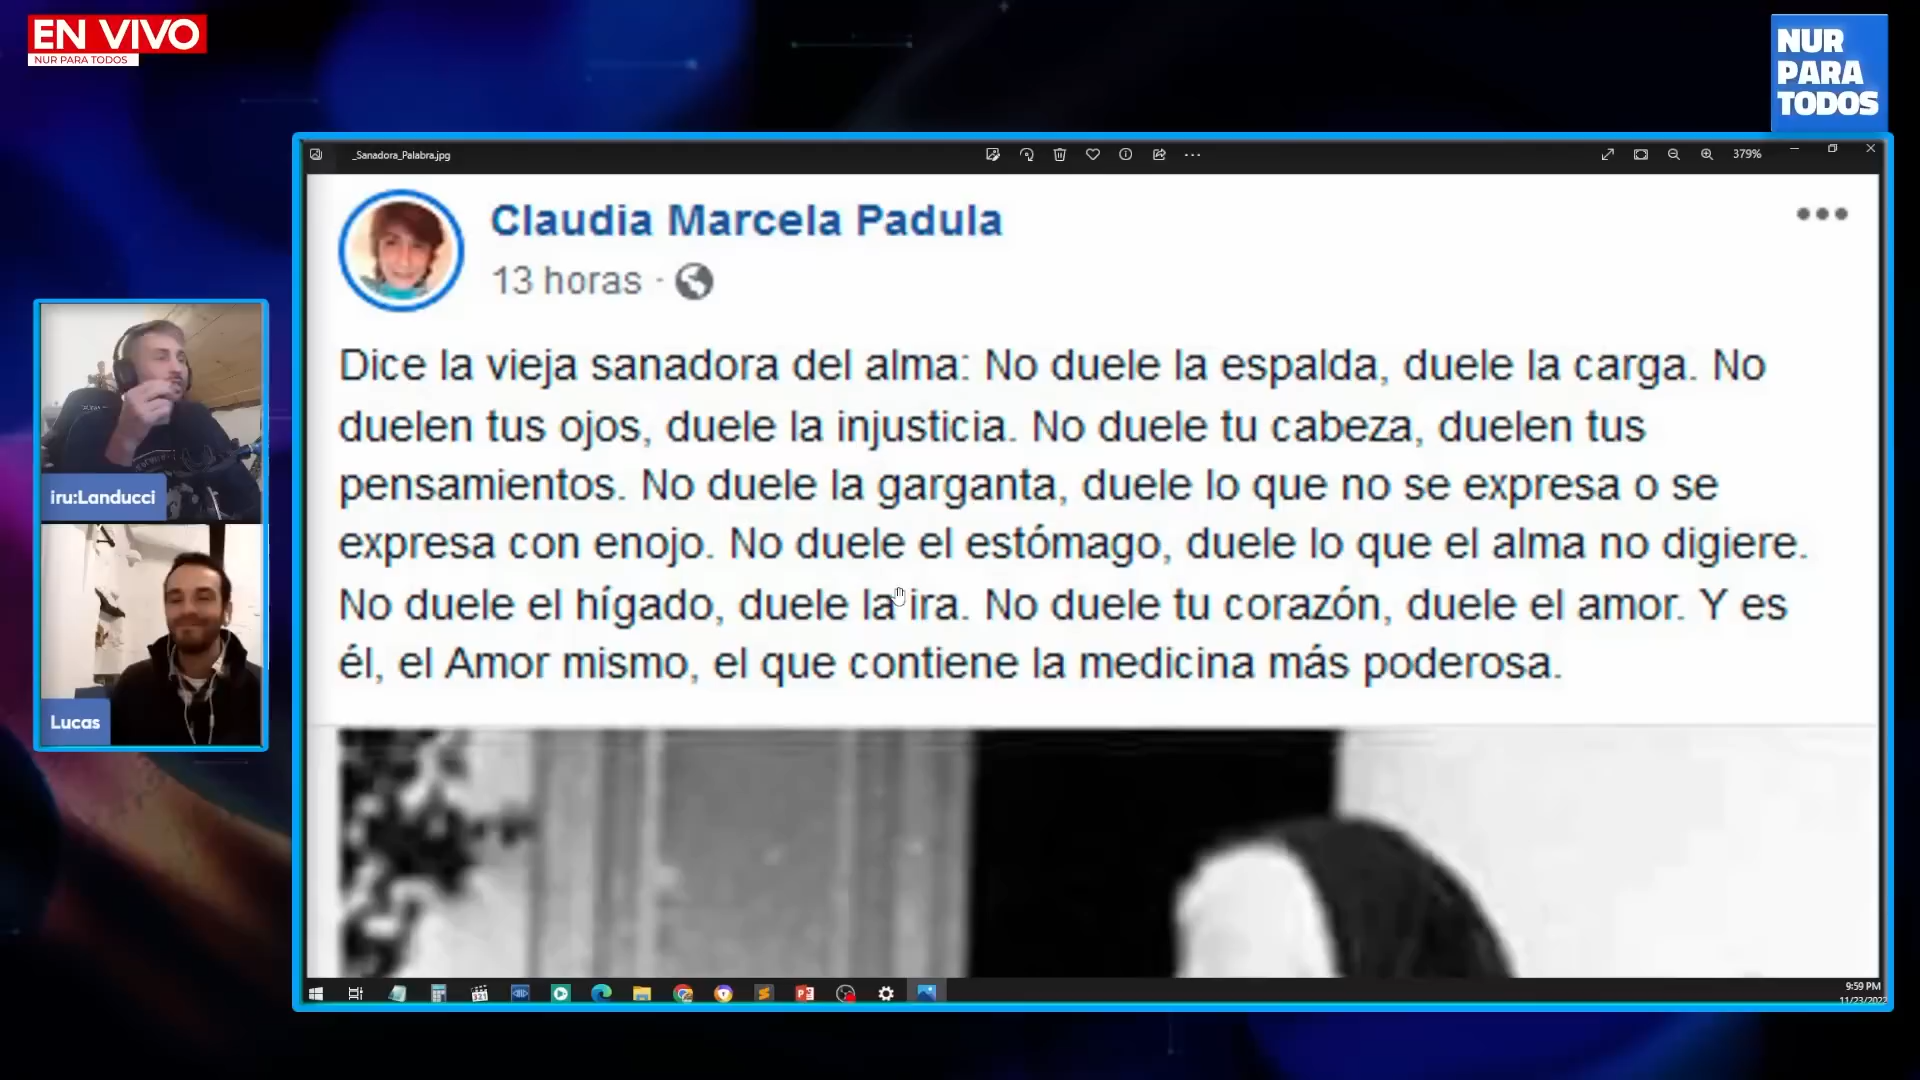 EN VIVO
NUR PARA TODOS
NUR
PARA
TODOS
_Sanadora_Palabra.jpg
379%
Claudia Marcela Padula
13 horas ·
Dice la vieja sanadora del alma: No duele la espalda, duele la carga. No
duelen tus ojos, duele la injusticia. No duele tu cabeza, duelen tus
pensamientos. No duele la garganta, duele lo que no se expresa o se
expresa con enojo. No duele el estómago, duele lo que el alma no digiere.
No duele el hígado, duele la ira. No duele tu corazón, duele el amor. Y es
él, el Amor mismo, el que contiene la medicina más poderosa.
iru:Landucci
Lucas
9:59 PM